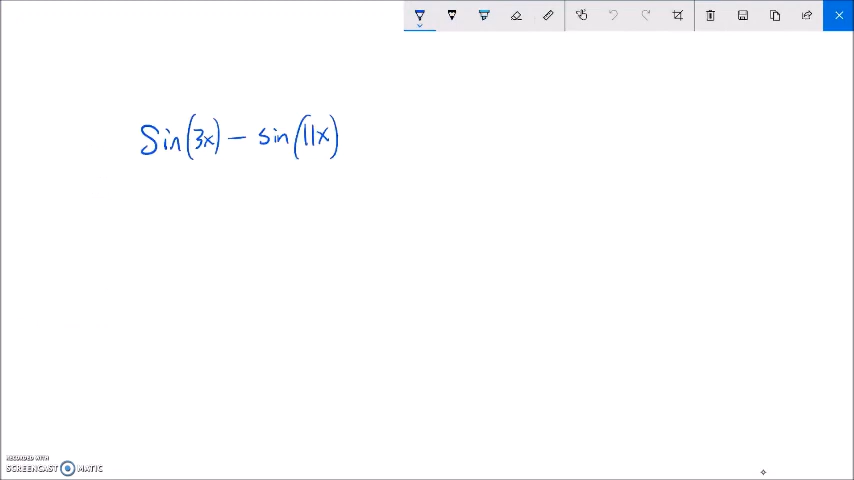 Sin(3x) - sin(11x)
RECORDED WITH
SCREENCAST MATIC